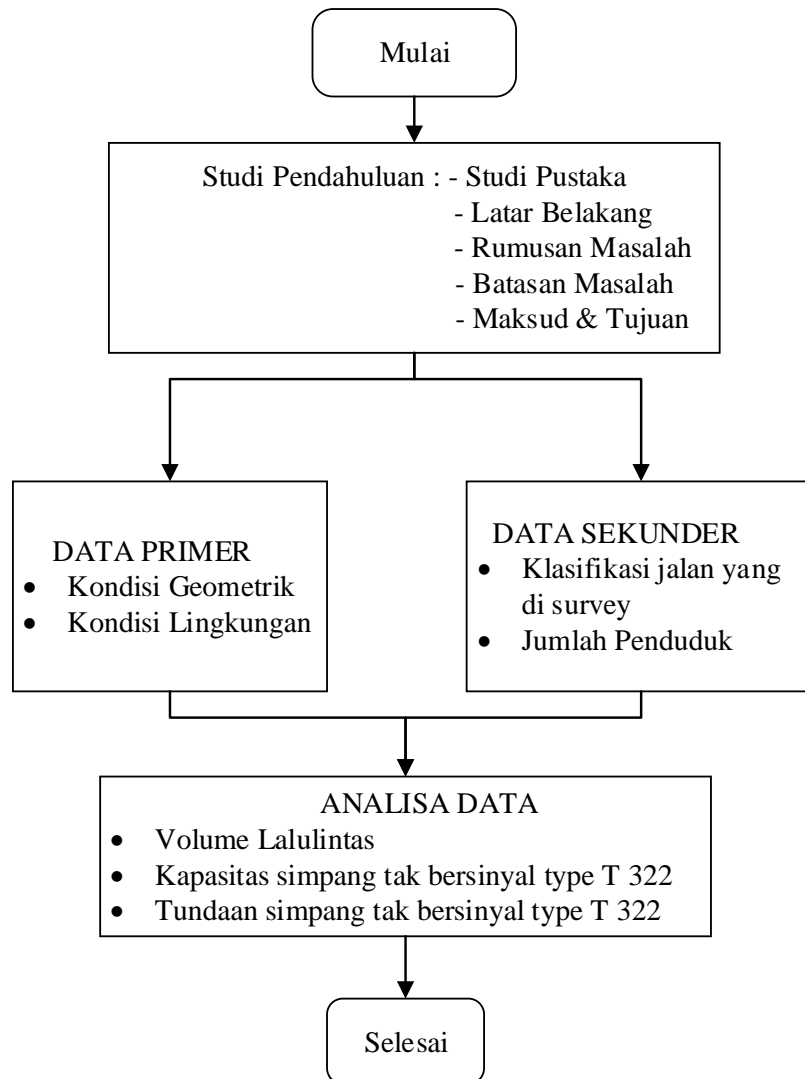 Mulai
Studi Pendahuluan : - Studi Pustaka
- Latar Belakang
- Rumusan Masalah
- Batasan Masalah
- Maksud & Tujuan
DATA PRIMER
• Kondisi Geometrik
• Kondisi Lingkungan
DATA SEKUNDER
• Klasifikasi jalan yang
di survey
• Jumlah Penduduk
ANALISA DATA
• Volume Lalulintas
• Kapasitas simpang tak bersinyal type T 322
• Tundaan simpang tak bersinyal type T 322
Selesai